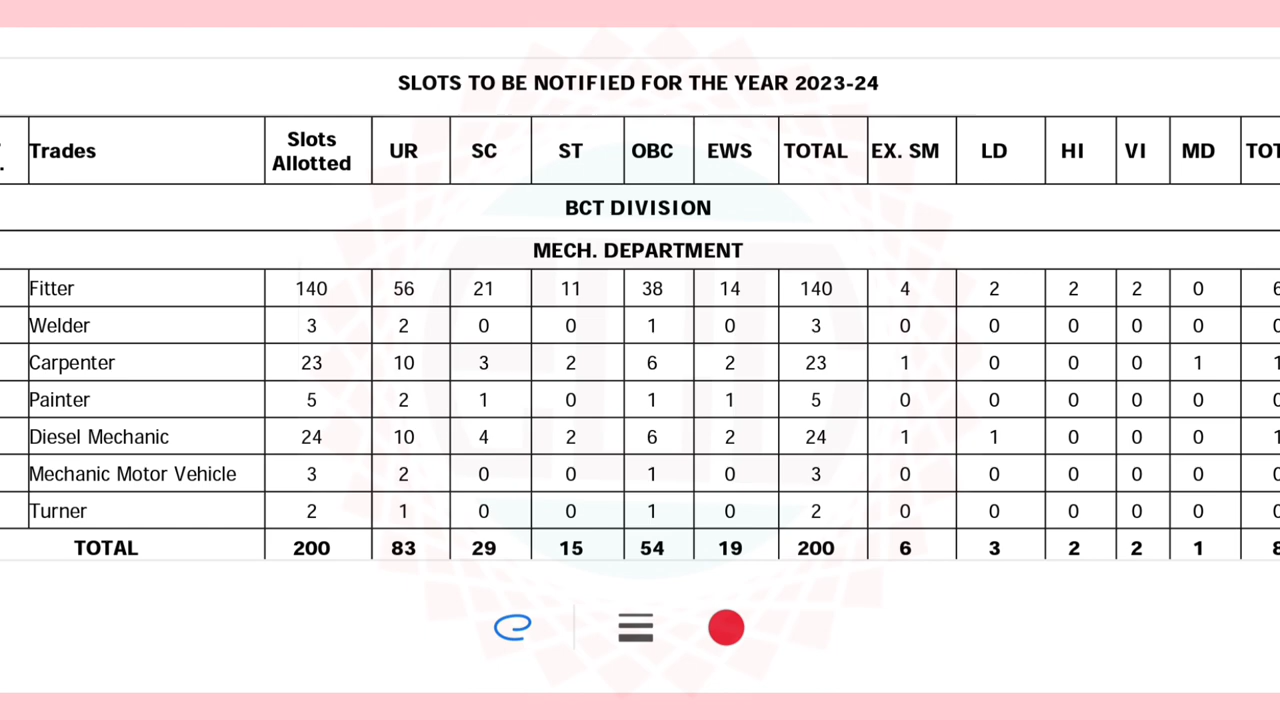 SLOTS TO BE NOTIFIED FOR THE YEAR 2023-24
Trades Slots Allotted UR SC ST OBC EWS TOTAL EX. SM LD HI VI MD TOT
BCT DIVISION
MECH. DEPARTMENT
Fitter 140 56 21 11 38 14 140 4 2 2 2 0 6
Welder 3 2 0 0 1 0 3 0 0 0 0 0 0
Carpenter 23 10 3 2 6 2 23 1 0 0 0 1 1
Painter 5 2 1 0 1 1 5 0 0 0 0 0 0
Diesel Mechanic 24 10 4 2 6 2 24 1 1 0 0 0 1
Mechanic Motor Vehicle 3 2 0 0 1 0 3 0 0 0 0 0 0
Turner 2 1 0 0 1 0 2 0 0 0 0 0 0
TOTAL 200 83 29 15 54 19 200 6 3 2 2 1 8